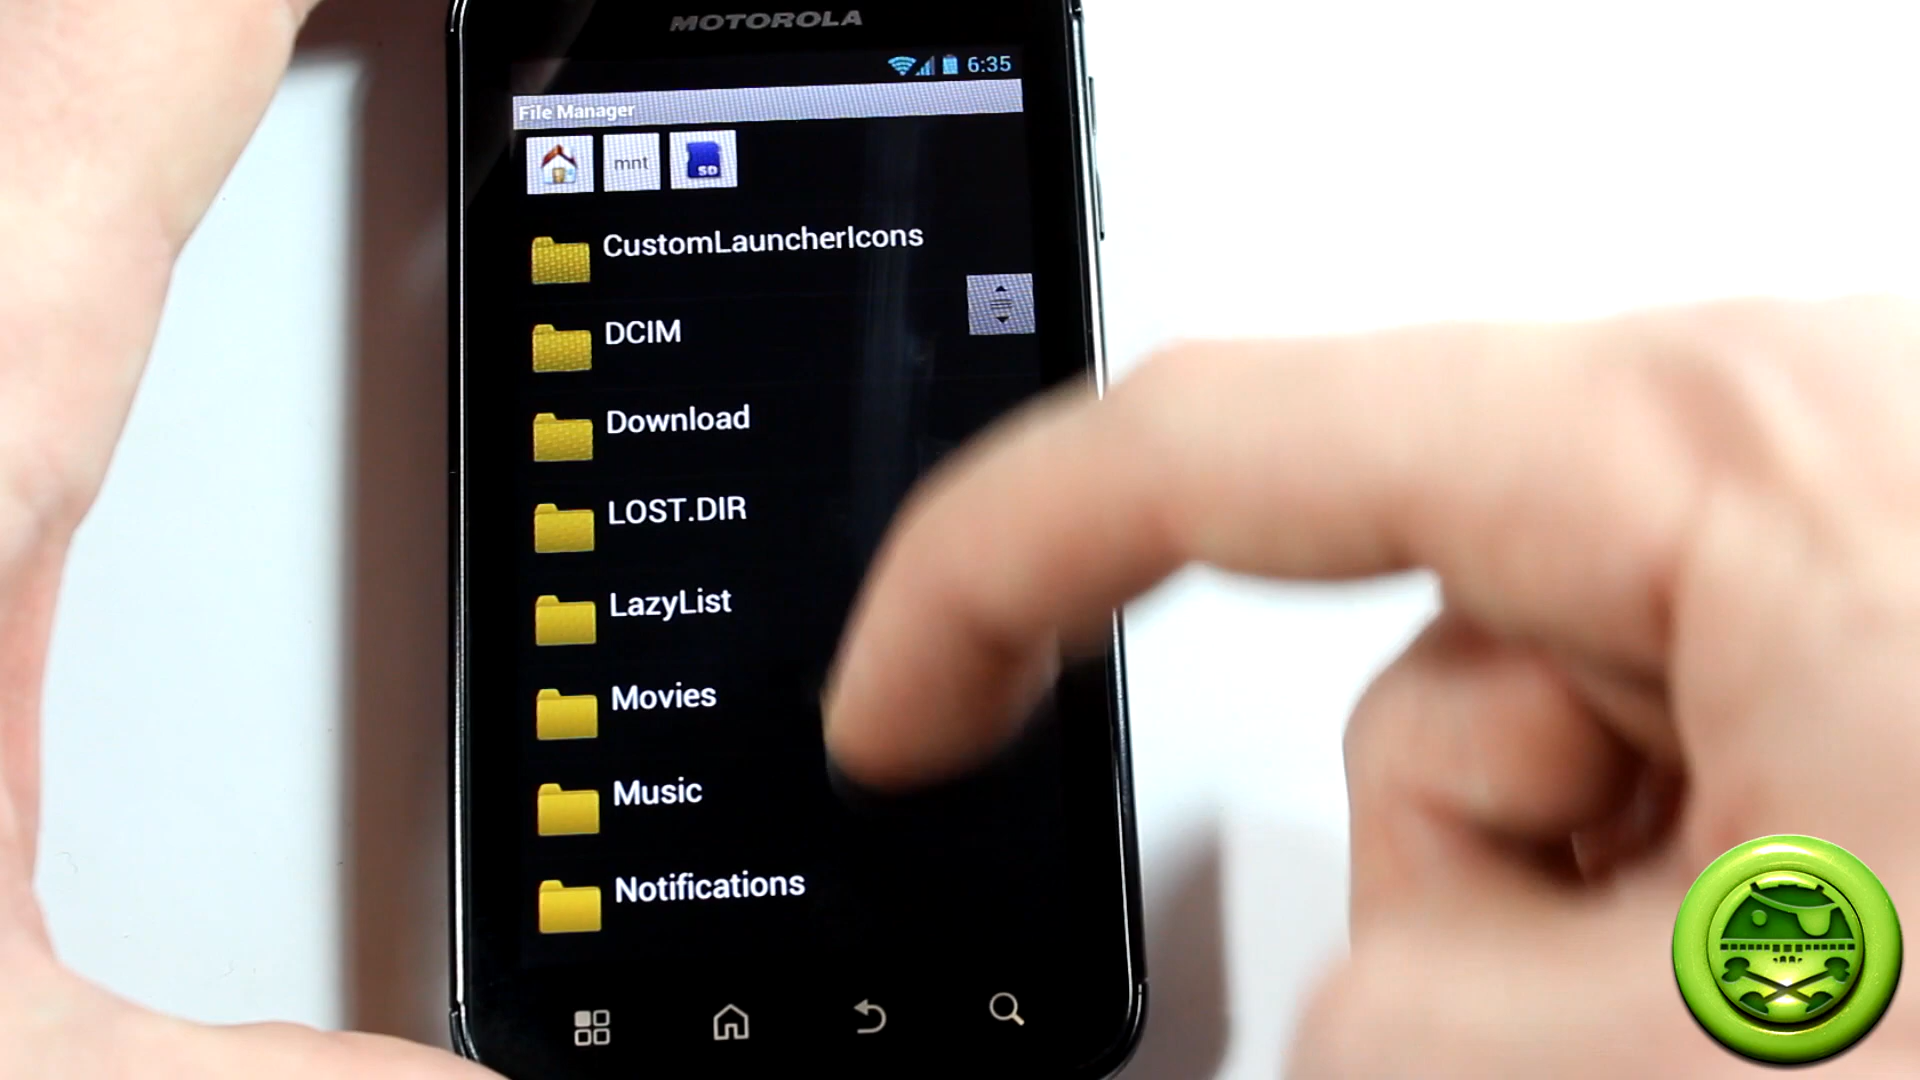 MOTOROLA
6:35
File Manager
mnt
SD
CustomLauncherIcons
DCIM
Download
LOST.DIR
LazyList
Movies
Music
Notifications